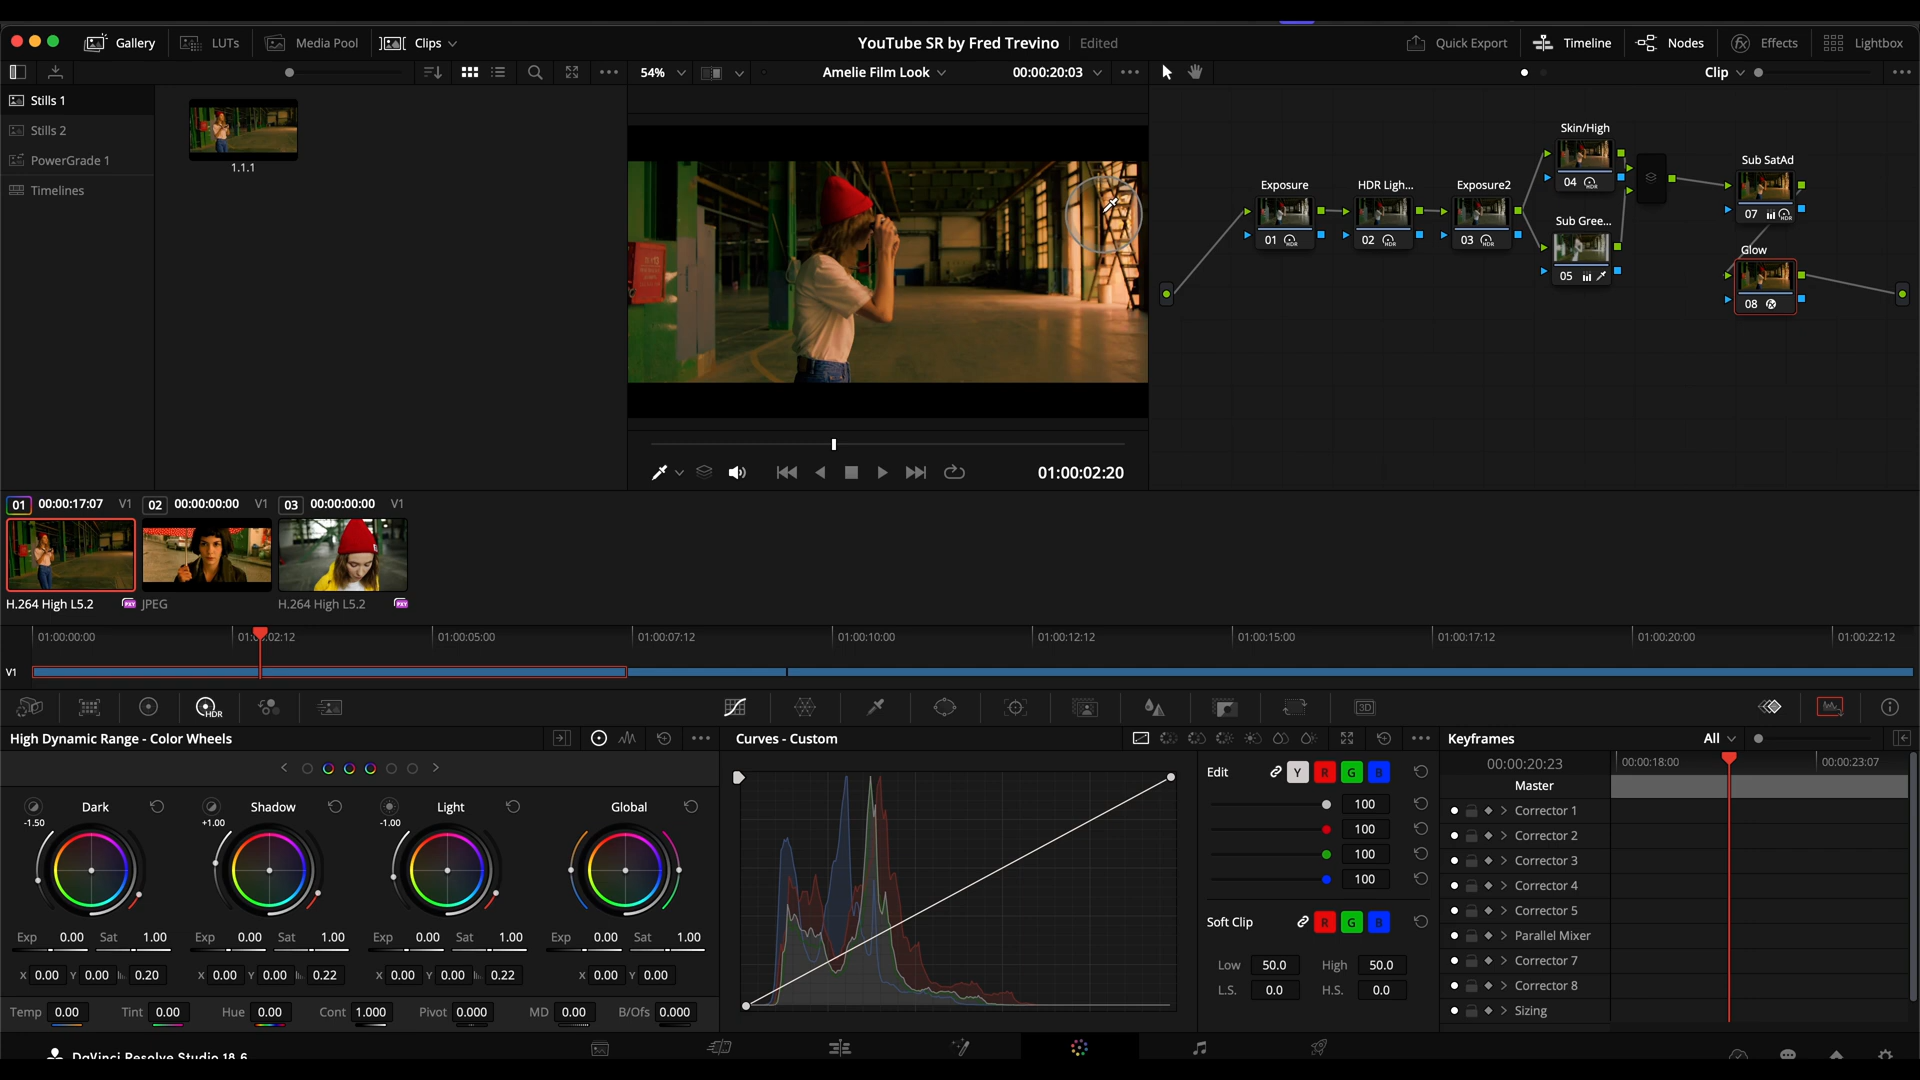 Gallery LUTs Media Pool Clips YouTube SR by Fred Trevino Edited Quick Export Timeline Nodes Effects Lightbox
54% Amelie Film Look 00:00:20:03 Clip
Stills 1
Stills 2
PowerGrade 1
Timelines
1.1.1
Exposure
01 HDR
HDR Ligh...
02 HDR
Exposure2
03 HDR
Skin/High
04 HDR
Sub Gree...
05
Sub SatAd
07 HDR
Glow
08
01:00:02:20
01 00:00:17:07 V1 02 00:00:00:00 V1 03 00:00:00:00 V1
H.264 High L5.2 PXY JPEG H.264 High L5.2 PXY
01:00:00:00 02:12 01:00:05:00 01:00:07:12 01:00:10:00 01:00:12:12 01:00:15:00 01:00:17:12 01:00:20:00 01:00:22:12
V1
HDR 3D
High Dynamic Range - Color Wheels
Dark Shadow Light Global
-1.50 +1.00 -1.00
Exp 0.00 Sat 1.00 Exp 0.00 Sat 1.00 Exp 0.00 Sat 1.00 Exp 0.00 Sat 1.00
X 0.00 Y 0.00 0.20 X 0.00 Y 0.00 0.22 X 0.00 Y 0.00 0.22 X 0.00 Y 0.00
Temp 0.00 Tint 0.00 Hue 0.00 Cont 1.000 Pivot 0.000 MD 0.00 B/Ofs 0.000
Curves - Custom
Edit Y R G B
100
100
100
100
Soft Clip R G B
Low 50.0 High 50.0
L.S. 0.0 H.S. 0.0
Keyframes All
00:00:20:23 00:00:18:00 00:00:23:07
Master
Corrector 1
Corrector 2
Corrector 3
Corrector 4
Corrector 5
Parallel Mixer
Corrector 7
Corrector 8
Sizing
DaVinci Resolve Studio 18.6